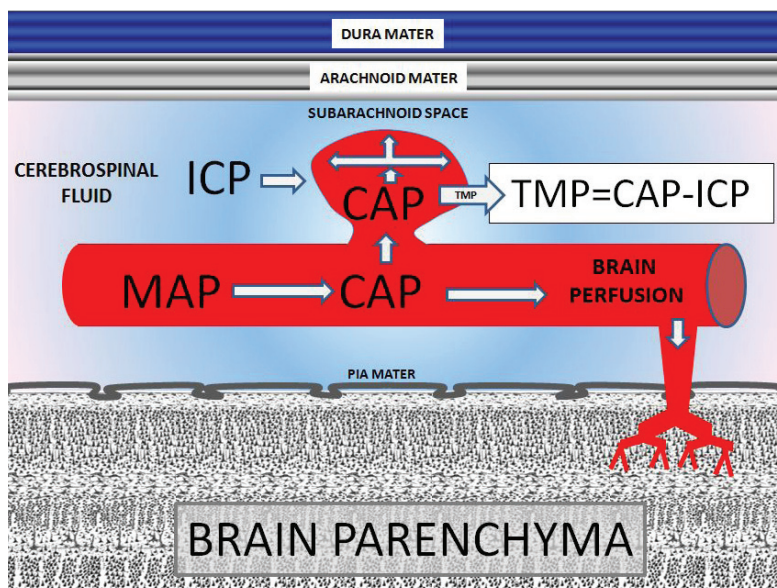 DURA MATER
ARACHNOID MATER
SUBARACHNOID SPACE
CEREBROSPINAL
FLUID
ICP
CAP
TMP
TMP=CAP-ICP
MAP
CAP
BRAIN
PERFUSION
PIA MATER
BRAIN PARENCHYMA